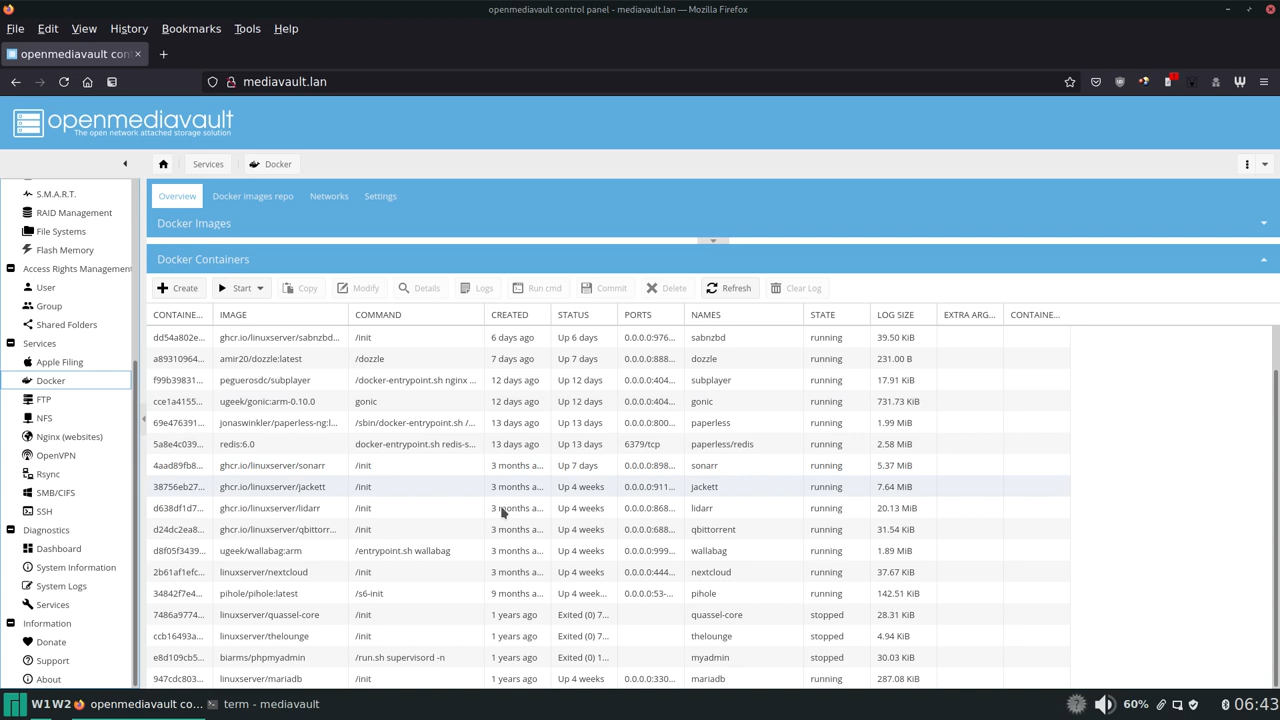 openmediavault control panel - mediavault.lan — Mozilla Firefox
File Edit View History Bookmarks Tools Help
openmediavault con
mediavault.lan
openmediavault
The open network attached storage solution
Services Docker
S.M.A.R.T.
RAID Management
File Systems
Flash Memory
Access Rights Management
User
Group
Shared Folders
Services
Apple Filing
Docker
FTP
NFS
Nginx (websites)
OpenVPN
Rsync
SMB/CIFS
SSH
Diagnostics
Dashboard
System Information
System Logs
Services
Information
Donate
Support
About
Overview Docker images repo Networks Settings
Docker Images
Docker Containers
Create Start Copy Modify Details Logs Run cmd Commit Delete Refresh Clear Log
CONTAINE... IMAGE COMMAND CREATED STATUS PORTS NAMES STATE LOG SIZE EXTRA ARG... CONTAINE...
dd54a802e... ghcr.io/linuxserver/sabnzbd... /init 6 days ago Up 6 days 0.0.0.0:976... sabnzbd running 39.50 KiB
a89310964... amir20/dozzle:latest /dozzle 7 days ago Up 7 days 0.0.0.0:888... dozzle running 231.00 B
f99b39831... peguerosdc/subplayer /docker-entrypoint.sh nginx ... 12 days ago Up 12 days 0.0.0.0:404... subplayer running 17.91 KiB
cce1a4155... ugeek/gonic:arm-0.10.0 gonic 12 days ago Up 12 days 0.0.0.0:404... gonic running 731.73 KiB
69e476391... jonaswinkler/paperless-ng:l... /sbin/docker-entrypoint.sh /... 13 days ago Up 13 days 0.0.0.0:800... paperless running 1.99 MiB
5a8e4c039... redis:6.0 docker-entrypoint.sh redis-s... 13 days ago Up 13 days 6379/tcp paperless/redis running 2.58 MiB
4aad89fb8... ghcr.io/linuxserver/sonarr /init 3 months a... Up 7 days 0.0.0.0:898... sonarr running 5.37 MiB
38756eb27... ghcr.io/linuxserver/jackett /init 3 months a... Up 4 weeks 0.0.0.0:911... jackett running 7.64 MiB
d638df1d7... ghcr.io/linuxserver/lidarr /init 3 months a... Up 4 weeks 0.0.0.0:868... lidarr running 20.13 MiB
d24dc2ea8... ghcr.io/linuxserver/qbittorr... /init 3 months a... Up 4 weeks 0.0.0.0:688... qbittorrent running 31.54 KiB
d8f05f3439... ugeek/wallabag:arm /entrypoint.sh wallabag 3 months a... Up 4 weeks 0.0.0.0:999... wallabag running 1.89 MiB
2b61af1efc... linuxserver/nextcloud /init 3 months a... Up 4 weeks 0.0.0.0:444... nextcloud running 37.67 KiB
34842f7e4... pihole/pihole:latest /s6-init 9 months a... Up 4 week... 0.0.0.0:53-... pihole running 142.51 KiB
7486a9774... linuxserver/quassel-core /init 1 years ago Exited (0) 7... quassel-core stopped 28.31 KiB
ccb16493a... linuxserver/thelounge /init 1 years ago Exited (0) 7... thelounge stopped 4.94 KiB
e8d109cb5... biarms/phpmyadmin /run.sh supervisord -n 1 years ago Exited (0) 1... myadmin stopped 30.03 KiB
947cdc803... linuxserver/mariadb /init 1 years ago Up 4 weeks 0.0.0.0:330... mariadb running 287.08 KiB
W1 W2 openmediavault co... term - mediavault 60% 06:43